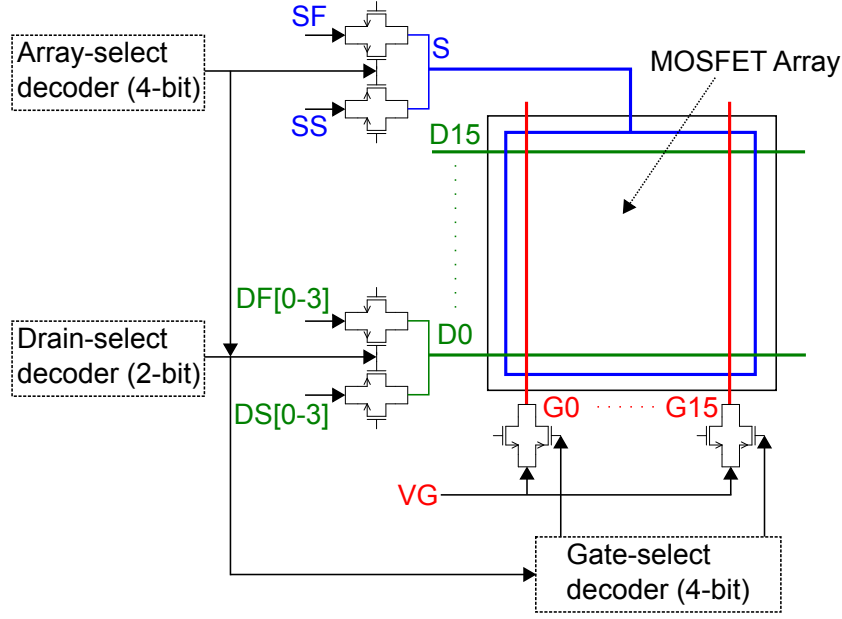 SF
Array-select
decoder (4-bit)
S
MOSFET Array
SS
D15
DF[0-3]
Drain-select
decoder (2-bit)
D0
DS[0-3]
G0
G15
VG
Gate-select
decoder (4-bit)